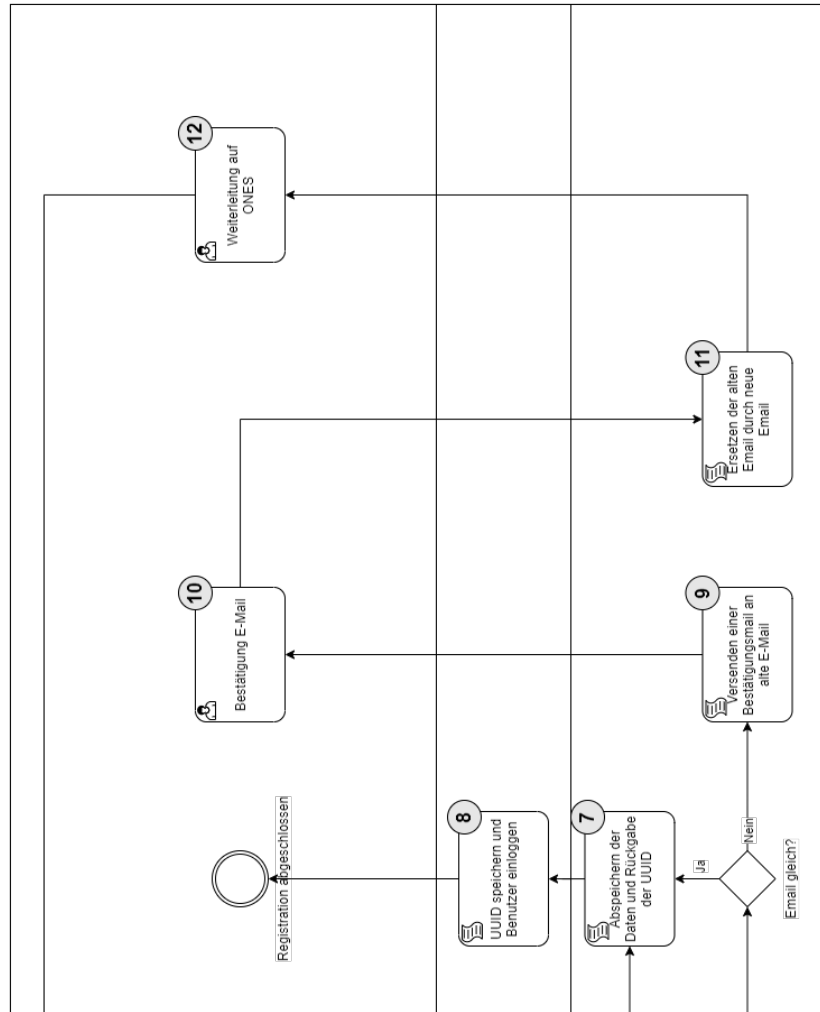 12
Weiterleitung auf
ONES
11
Ersetzen der alten
Email durch neue
Email
10
Bestätigung E-Mail
9
Versenden einer
Bestätigungsmail an
alte E-Mail
Registration abgeschlossen
8
UUID speichern und
Benutzer einloggen
7
Abspeichern der
Daten und Rückgabe
der UUID
Ja
Nein
Email gleich?